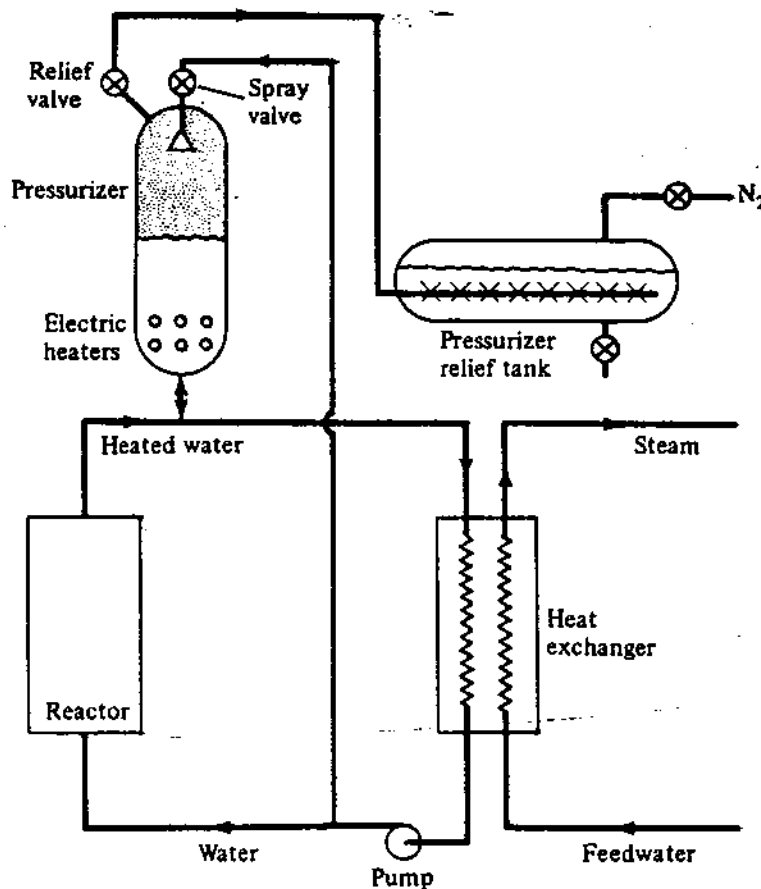 Relief
valve
Spray
valve
Pressurizer
N₂
Electric
heaters
Pressurizer
relief tank
Heated water
Steam
Heat
exchanger
Reactor
Water
Pump
Feedwater